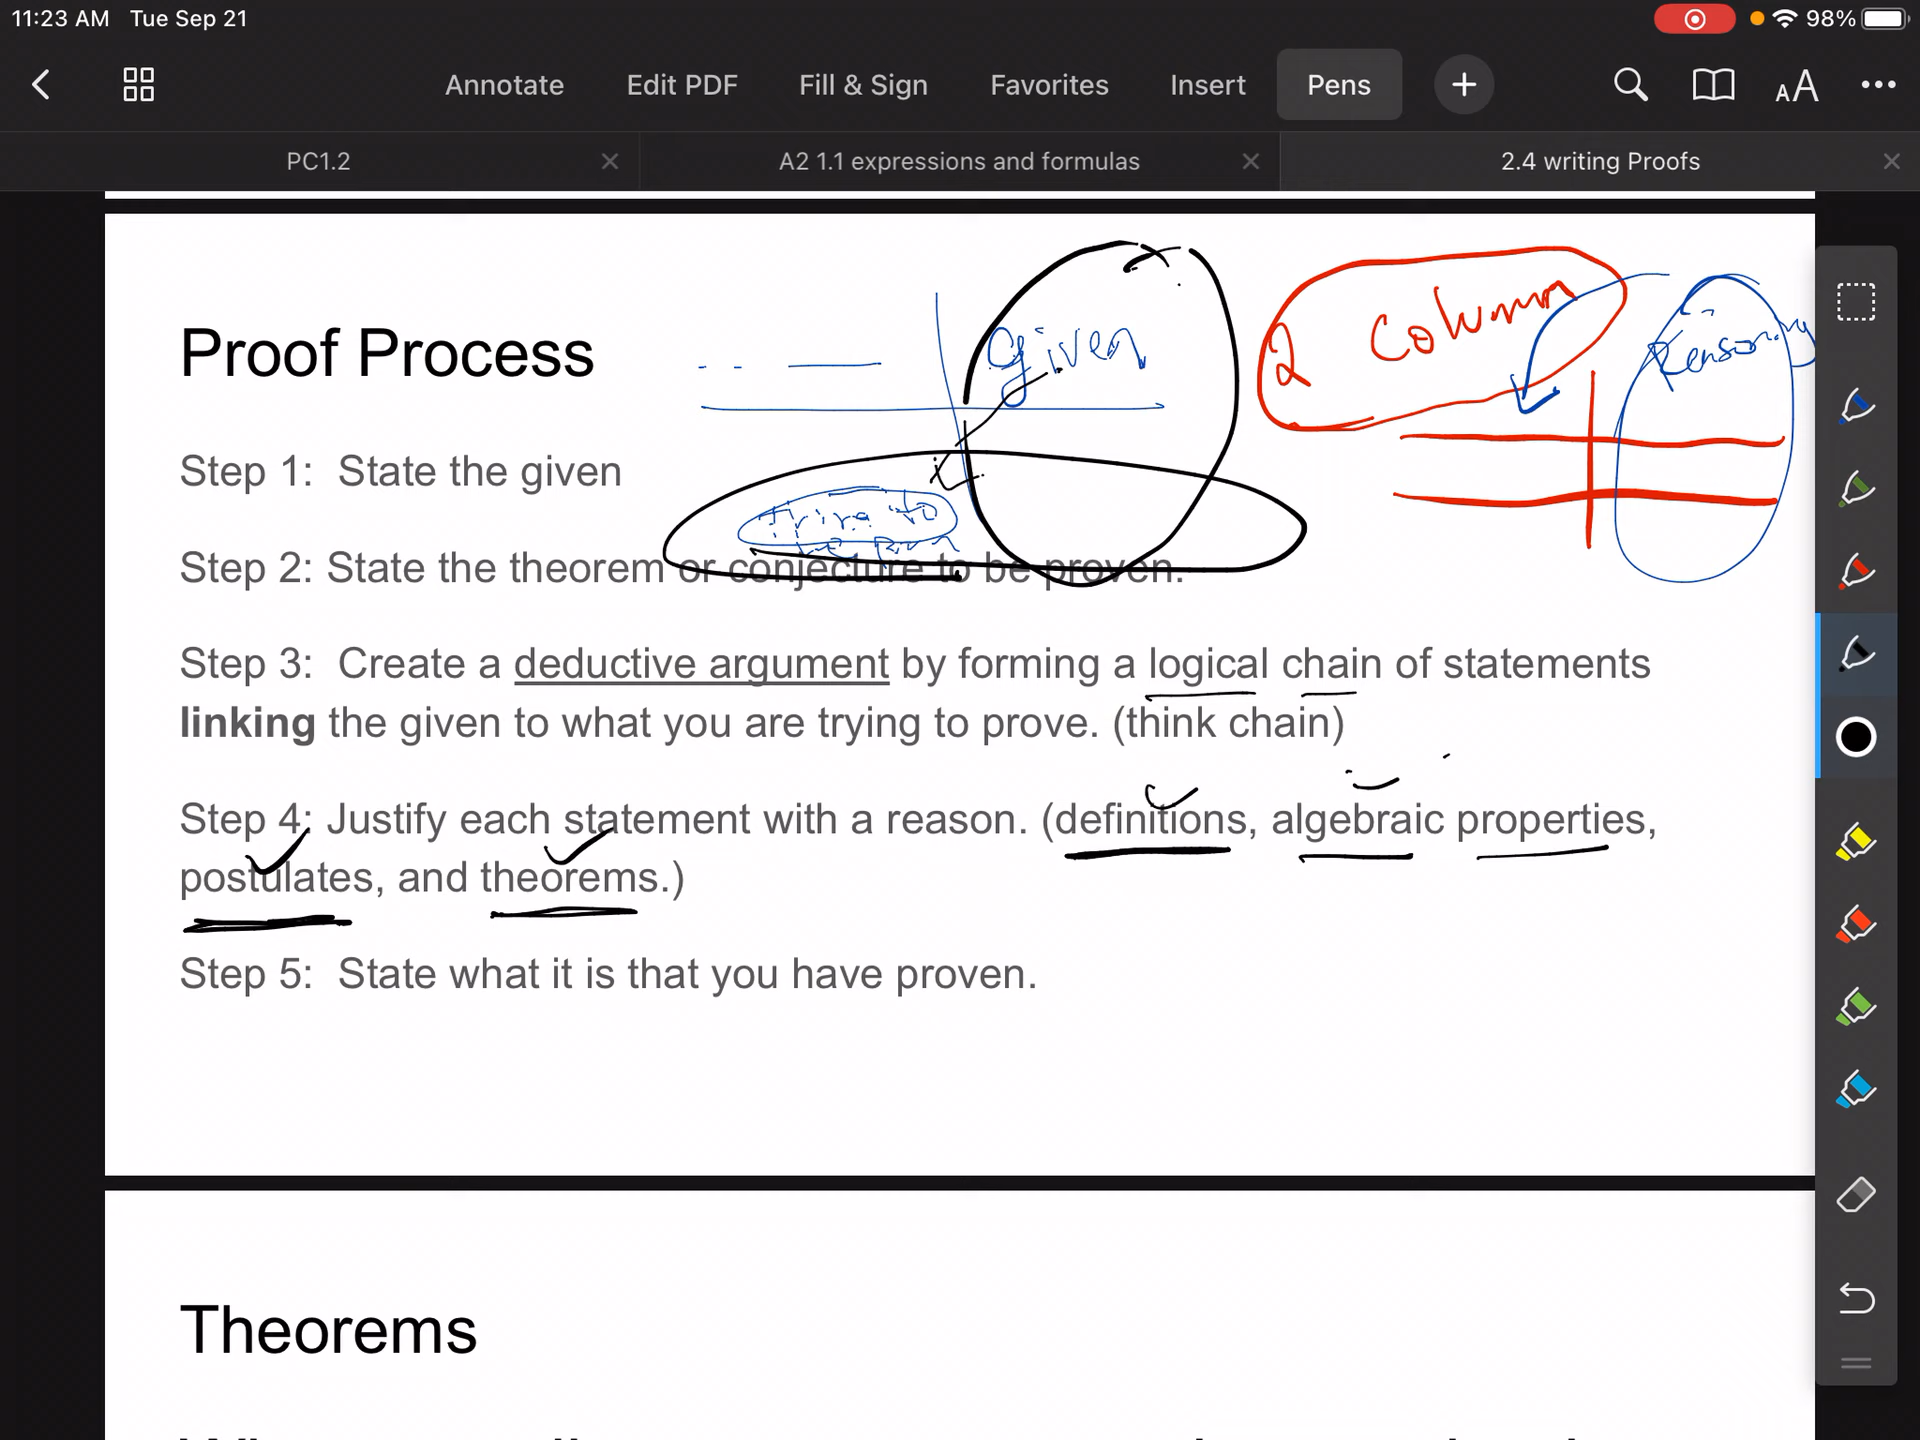 11:23 AM Tue Sep 21 98%
Annotate Edit PDF Fill & Sign Favorites Insert Pens
PC1.2 A2 1.1 expressions and formulas 2.4 writing Proofs
2 Column
given
Reasoning
Proof Process
Step 1: State the given
Step 2: State the theorem or conjecture to be proven.
Step 3: Create a deductive argument by forming a logical chain of statements
linking the given to what you are trying to prove. (think chain)
Step 4: Justify each statement with a reason. (definitions, algebraic properties,
postulates, and theorems.)
Step 5: State what it is that you have proven.
Theorems